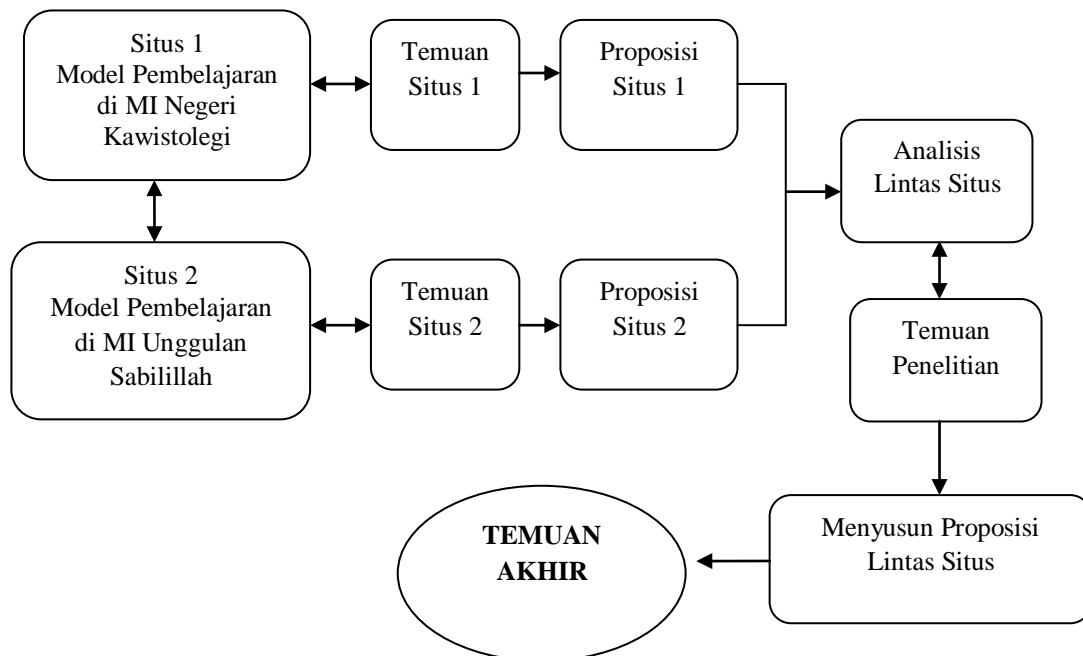 Situs 1
Model Pembelajaran
di MI Negeri
Kawistolegi
Temuan
Situs 1
Proposisi
Situs 1
Situs 2
Model Pembelajaran
di MI Unggulan
Sabilillah
Temuan
Situs 2
Proposisi
Situs 2
Analisis
Lintas Situs
Temuan
Penelitian
Menyusun Proposisi
Lintas Situs
TEMUAN
AKHIR